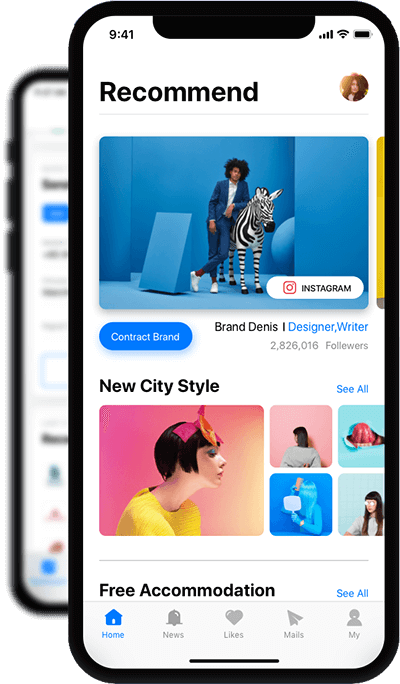 9:41
Recommend
INSTAGRAM
Contract Brand
Brand Denis I Designer,Writer
2,826,016 Followers
New City Style
See All
Free Accommodation
See All
Home
News
Likes
Mails
My